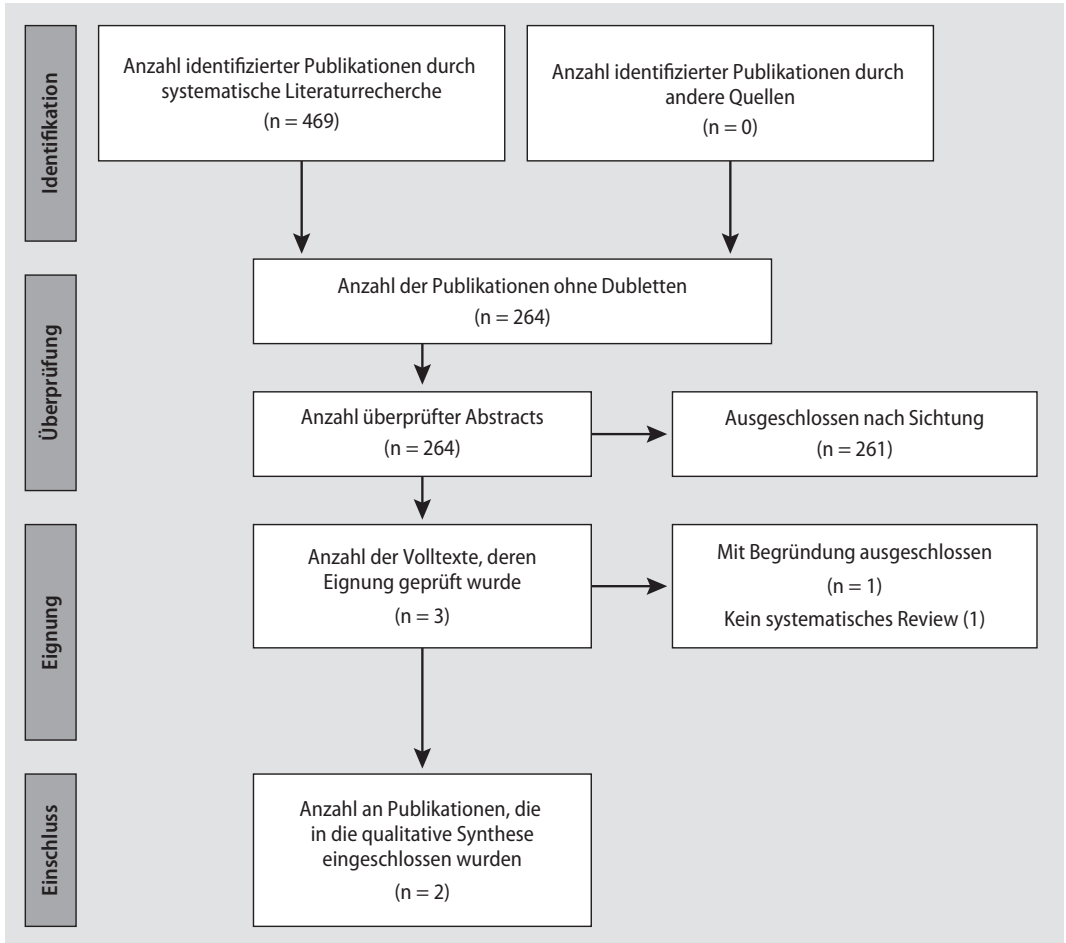 Identifikation
Anzahl identifizierter Publikationen durch
systematische Literaturrecherche
(n = 469)
Anzahl identifizierter Publikationen durch
andere Quellen
(n = 0)
Überprüfung
Anzahl der Publikationen ohne Dubletten
(n = 264)
Anzahl überprüfter Abstracts
(n = 264)
Ausgeschlossen nach Sichtung
(n = 261)
Eignung
Anzahl der Volltexte, deren
Eignung geprüft wurde
(n = 3)
Mit Begründung ausgeschlossen
(n = 1)
Kein systematisches Review (1)
Einschluss
Anzahl an Publikationen, die
in die qualitative Synthese
eingeschlossen wurden
(n = 2)